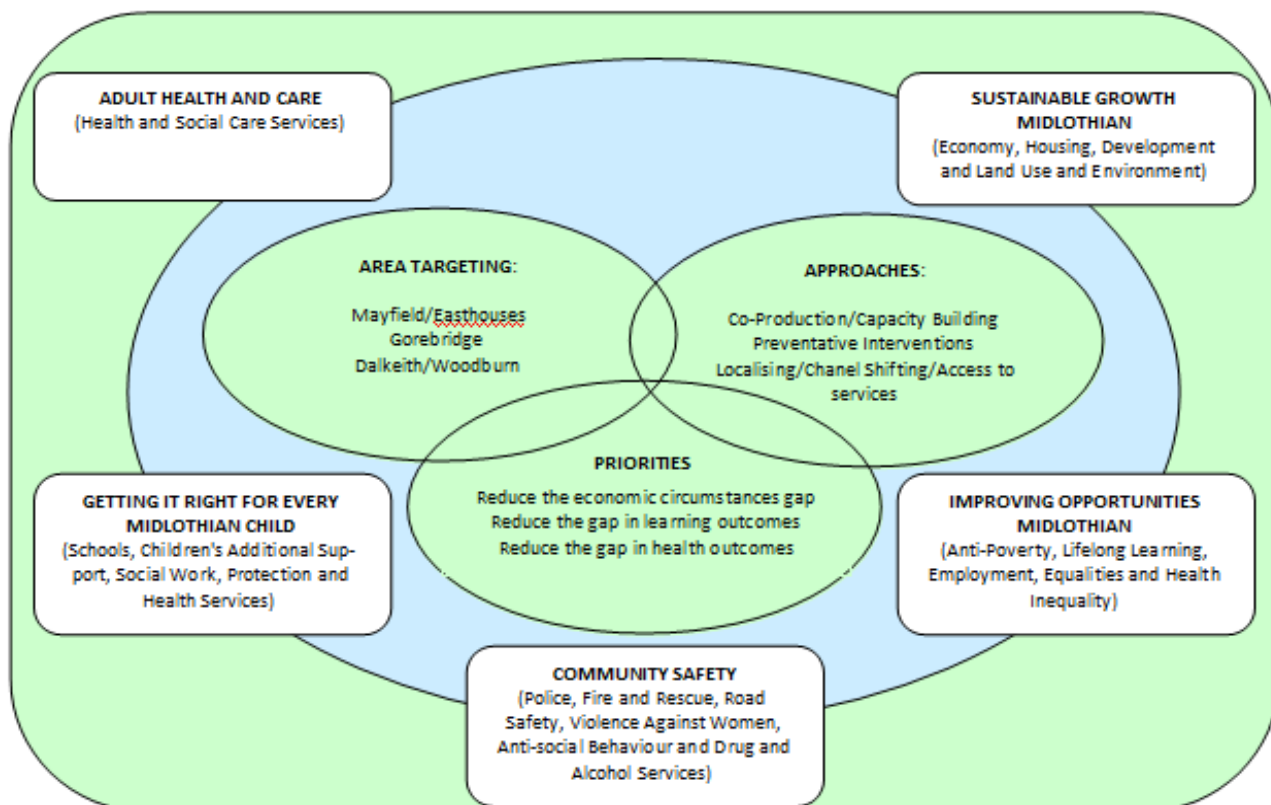 ADULT HEALTH AND CARE
(Health and Social Care Services)
SUSTAINABLE GROWTH
MIDLOTHIAN
(Economy, Housing, Development
and Land Use and Environment)
AREA TARGETING:
Mayfield/Easthouses
Gorebridge
Dalkeith/Woodburn
APPROACHES:
Co-Production/Capacity Building
Preventative Interventions
Localising/Chanel Shifting/Access to
services
PRIORITIES
Reduce the economic circumstances gap
Reduce the gap in learning outcomes
Reduce the gap in health outcomes
GETTING IT RIGHT FOR EVERY
MIDLOTHIAN CHILD
(Schools, Children's Additional Sup-
port, Social Work, Protection and
Health Services)
IMPROVING OPPORTUNITIES
MIDLOTHIAN
(Anti-Poverty, Lifelong Learning,
Employment, Equalities and Health
Inequality)
COMMUNITY SAFETY
(Police, Fire and Rescue, Road
Safety, Violence Against Women,
Anti-social Behaviour and Drug and
Alcohol Services)